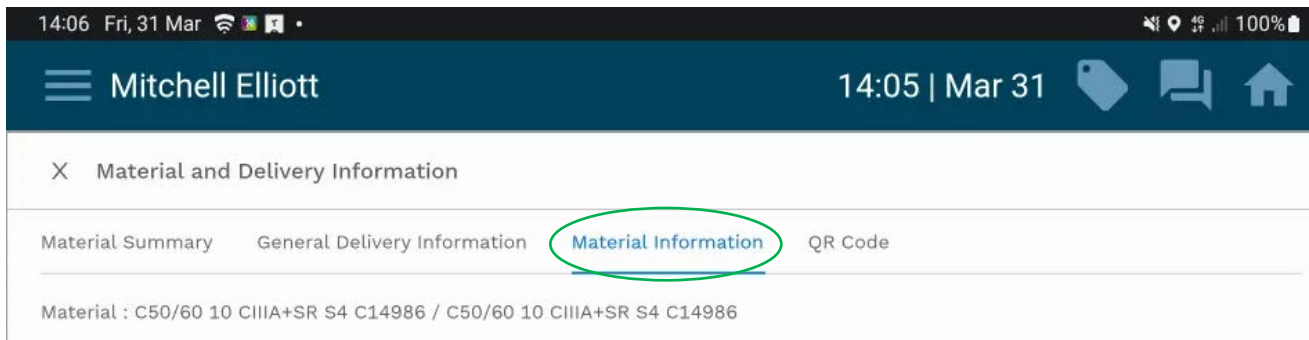 14:06 Fri, 31 Mar 100%
Mitchell Elliott 14:05 | Mar 31
X Material and Delivery Information
Material Summary General Delivery Information Material Information QR Code
Material : C50/60 10 CIIIA+SR S4 C14986 / C50/60 10 CIIIA+SR S4 C14986